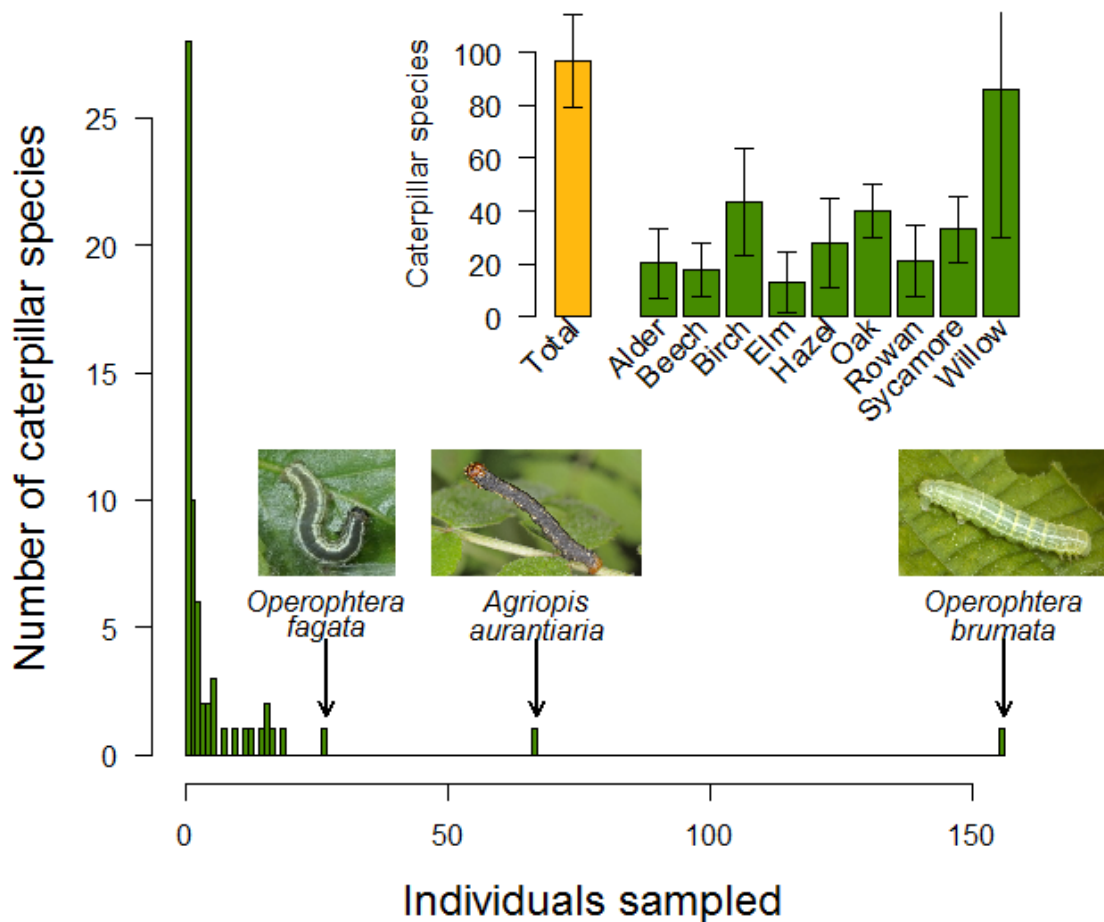 Number of caterpillar species
25
20
15
10
5
0
Caterpillar species
100
80
60
40
20
0
Total
Alder
Beech
Birch
Elm
Hazel
Oak
Rowan
Sycamore
Willow
Operophtera
fagata
Agriopis
aurantiaria
Operophtera
brumata
0
50
100
150
Individuals sampled